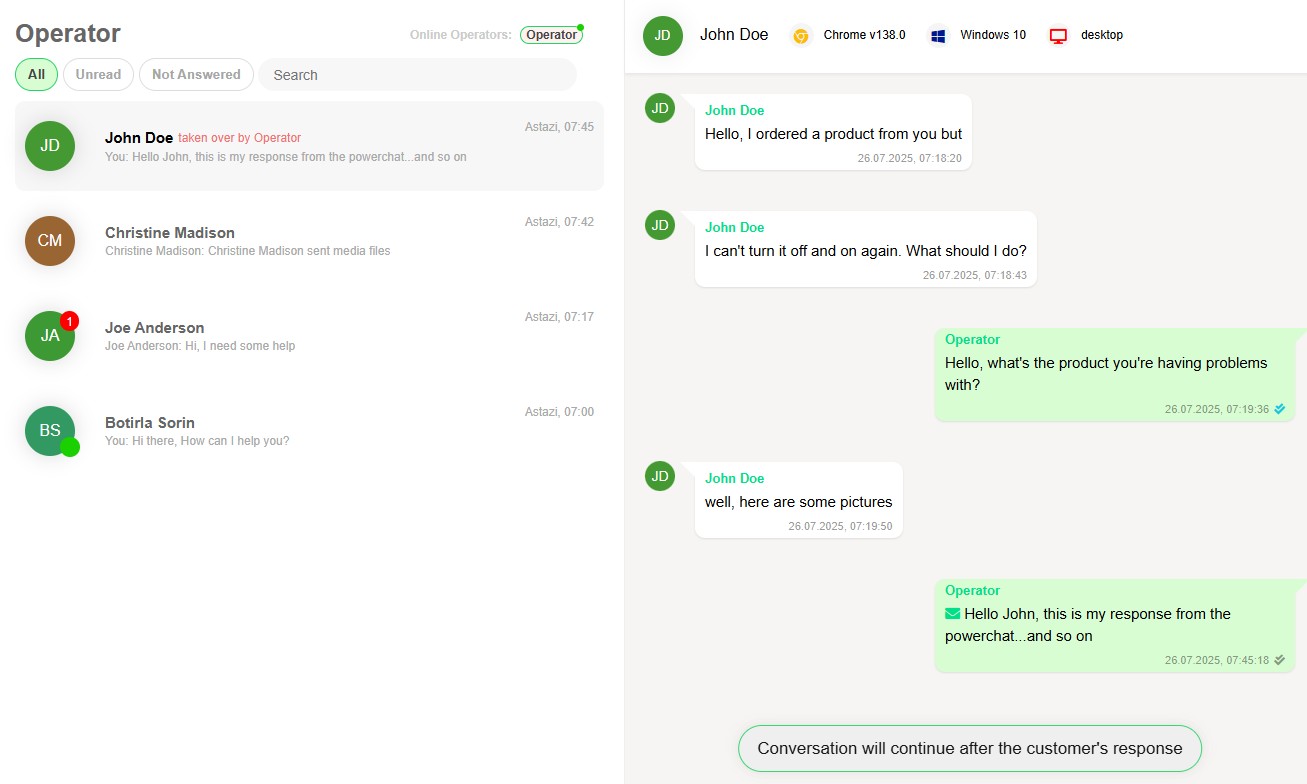 Operator
Online Operators: Operator
All
Unread
Not Answered
Search
JD
John Doe taken over by Operator
Astazi, 07:45
You: Hello John, this is my response from the powerchat...and so on
CM
Christine Madison
Astazi, 07:42
Christine Madison: Christine Madison sent media files
JA
1
Joe Anderson
Astazi, 07:17
Joe Anderson: Hi, I need some help
BS
Botirla Sorin
Astazi, 07:00
You: Hi there, How can I help you?
JD
John Doe
Chrome v138.0
Windows 10
desktop
JD
John Doe
Hello, I ordered a product from you but
26.07.2025, 07:18:20
JD
John Doe
I can't turn it off and on again. What should I do?
26.07.2025, 07:18:43
Operator
Hello, what's the product you're having problems
with?
26.07.2025, 07:19:36
JD
John Doe
well, here are some pictures
26.07.2025, 07:19:50
Operator
Hello John, this is my response from the
powerchat...and so on
26.07.2025, 07:45:18
Conversation will continue after the customer's response